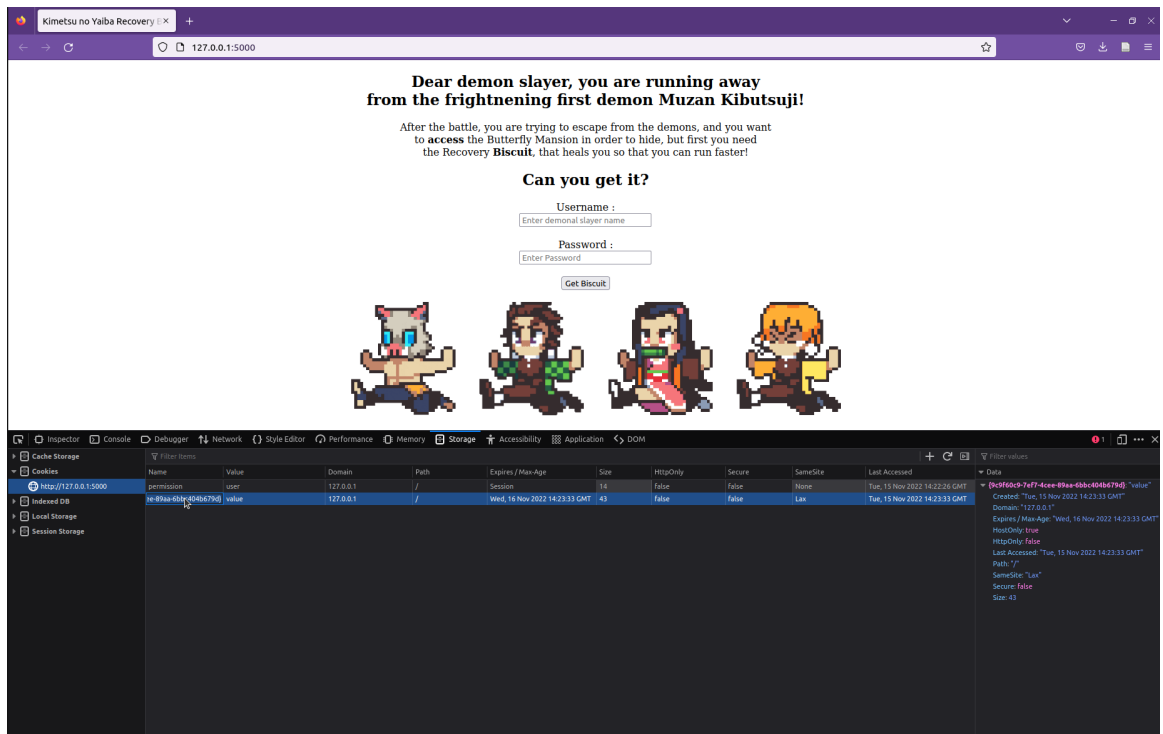 Kimetsu no Yaiba Recovery B
127.0.0.1:5000
Dear demon slayer, you are running away
from the frightnening first demon Muzan Kibutsuji!
After the battle, you are trying to escape from the demons, and you want
to access the Butterfly Mansion in order to hide, but first you need
the Recovery Biscuit, that heals you so that you can run faster!
Can you get it?
Username :
Enter demonal slayer name
Password :
Enter Password
Get Biscuit
Inspector Console Debugger Network Style Editor Performance Memory Storage Accessibility Application DOM 1
Cache Storage
Cookies
http://127.0.0.1:5000
Indexed DB
Local Storage
Session Storage
Filter Items
Name Value Domain Path Expires / Max-Age Size HttpOnly Secure SameSite Last Accessed
permission user 127.0.0.1 / Session 14 false false None Tue, 15 Nov 2022 14:22:26 GMT
ee-89aa-6bbc404b679d} value 127.0.0.1 / Wed, 16 Nov 2022 14:23:33 GMT 43 false false Lax Tue, 15 Nov 2022 14:23:33 GMT
Filter values
Data
{9c9f60c9-7ef7-4cee-89aa-6bbc404b679d}: "value"
Created: "Tue, 15 Nov 2022 14:23:33 GMT"
Domain: "127.0.0.1"
Expires / Max-Age: "Wed, 16 Nov 2022 14:23:33 GMT"
HostOnly: true
HttpOnly: false
Last Accessed: "Tue, 15 Nov 2022 14:23:33 GMT"
Path: "/"
SameSite: "Lax"
Secure: false
Size: 43